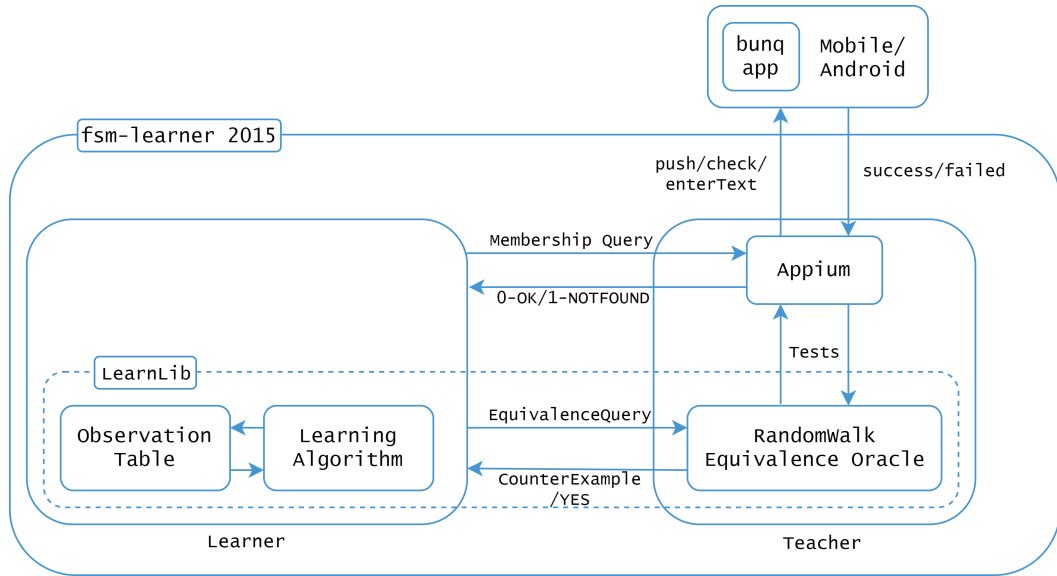 bunq
app
Mobile/
Android
fsm-learner 2015
push/check/
enterText
success/failed
Membership Query
Appium
0-OK/1-NOTFOUND
Tests
LearnLib
Observation
Table
Learning
Algorithm
EquivalenceQuery
RandomWalk
Equivalence Oracle
CounterExample
/YES
Learner
Teacher